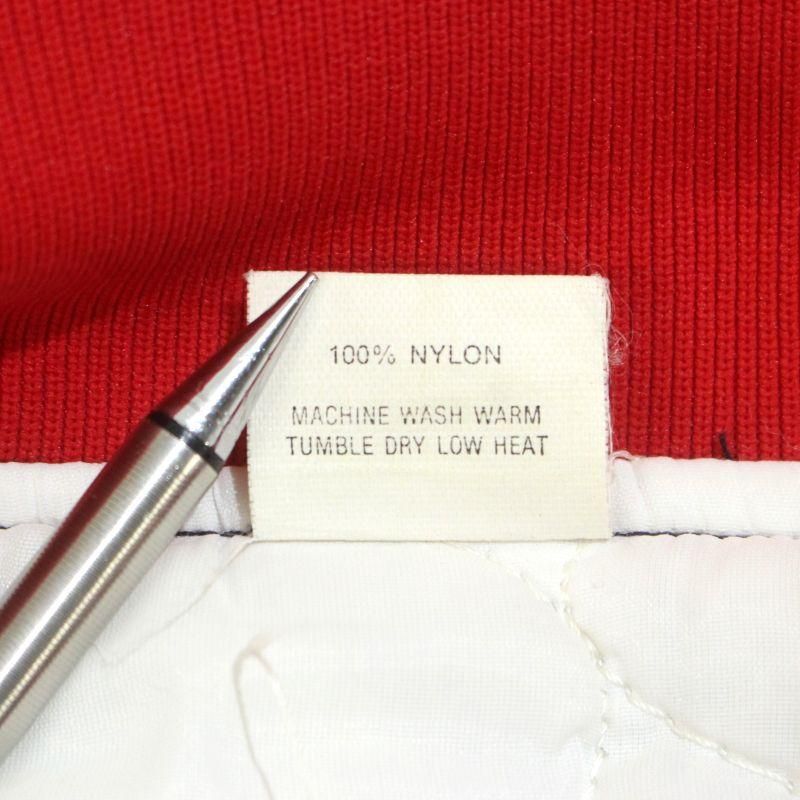 100% NYLON
MACHINE WASH WARM
TUMBLE DRY LOW HEAT